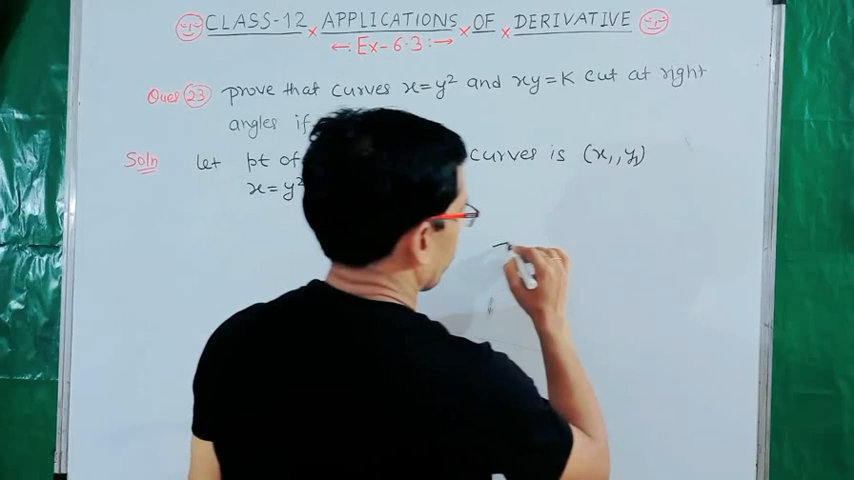 CLASS-12 × APPLICATIONS × OF × DERIVATIVE
←: Ex-6.3:→
Ques 23 prove that curves x=y² and xy=K cut at right
angles if
Soln Let pt of curves is (x₁,y₁)
x=y²